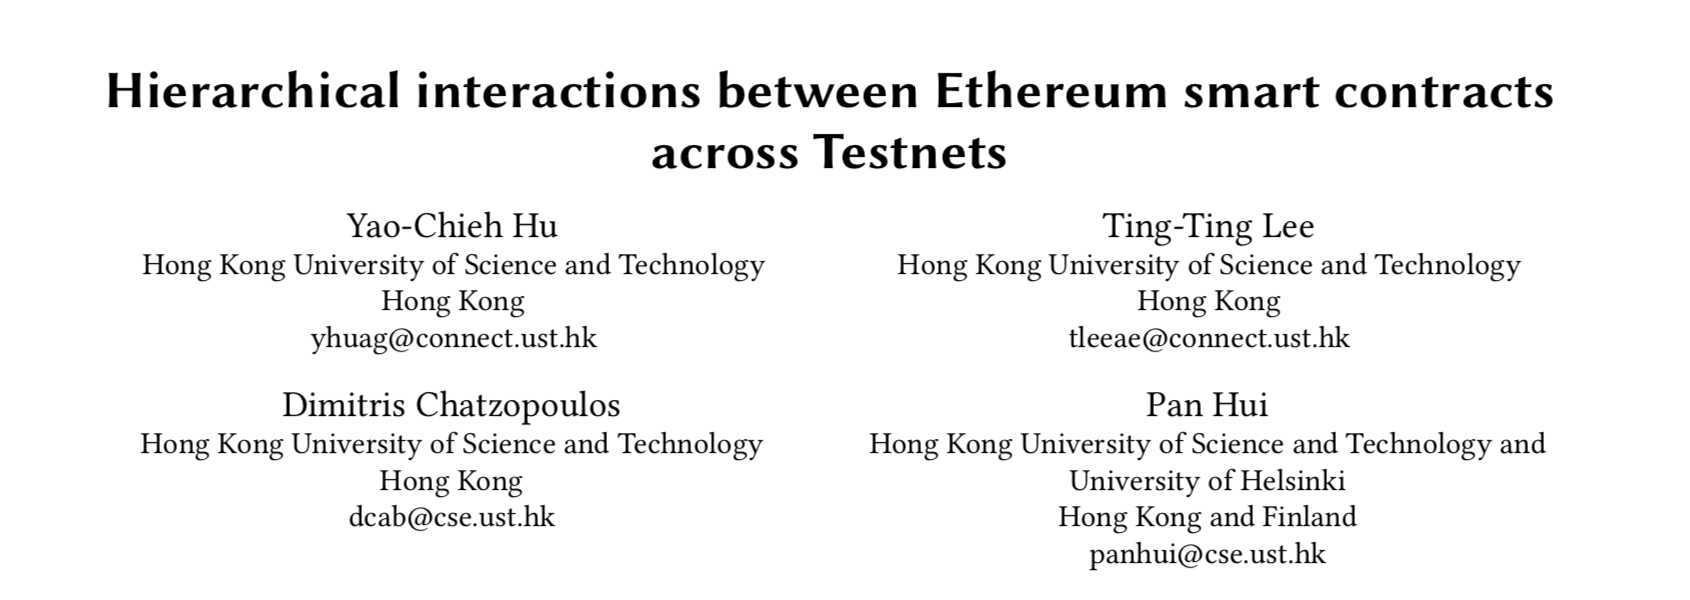 Hierarchical interactions between Ethereum smart contracts
across Testnets
Yao-Chieh Hu
Hong Kong University of Science and Technology
Hong Kong
yhuag@connect.ust.hk
Ting-Ting Lee
Hong Kong University of Science and Technology
Hong Kong
tleeae@connect.ust.hk
Dimitris Chatzopoulos
Hong Kong University of Science and Technology
Hong Kong
dcab@cse.ust.hk
Pan Hui
Hong Kong University of Science and Technology and
University of Helsinki
Hong Kong and Finland
panhui@cse.ust.hk